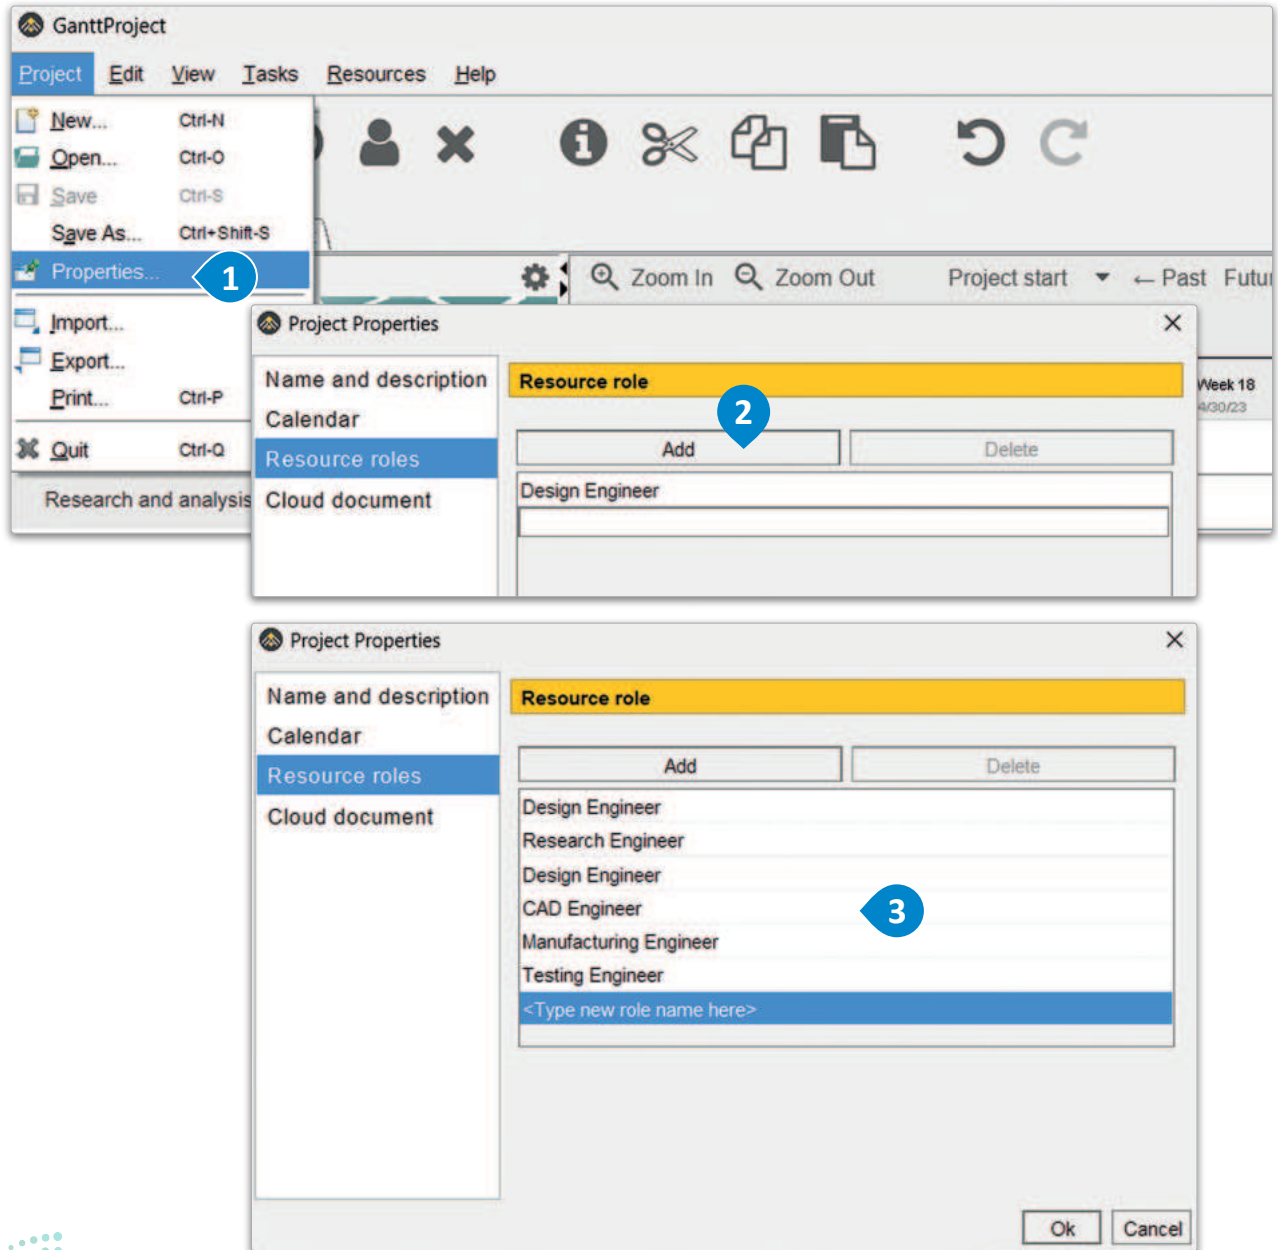 GanttProject
Project Edit View Tasks Resources Help
New... Ctrl-N
Open... Ctrl-O
Save Ctrl-S
Save As... Ctrl+Shift-S
Properties... 1
Zoom In Zoom Out Project start ← Past Futur
Import...
Export...
Print... Ctrl-P
Quit Ctrl-Q
Week 18
4/30/23
Research and analysis
Project Properties
Name and description
Calendar
Resource roles
Cloud document
Resource role
2
Add Delete
Design Engineer
Project Properties
Name and description
Calendar
Resource roles
Cloud document
Resource role
Add Delete
Design Engineer
Research Engineer
Design Engineer
CAD Engineer
3
Manufacturing Engineer
Testing Engineer
<Type new role name here>
Ok Cancel